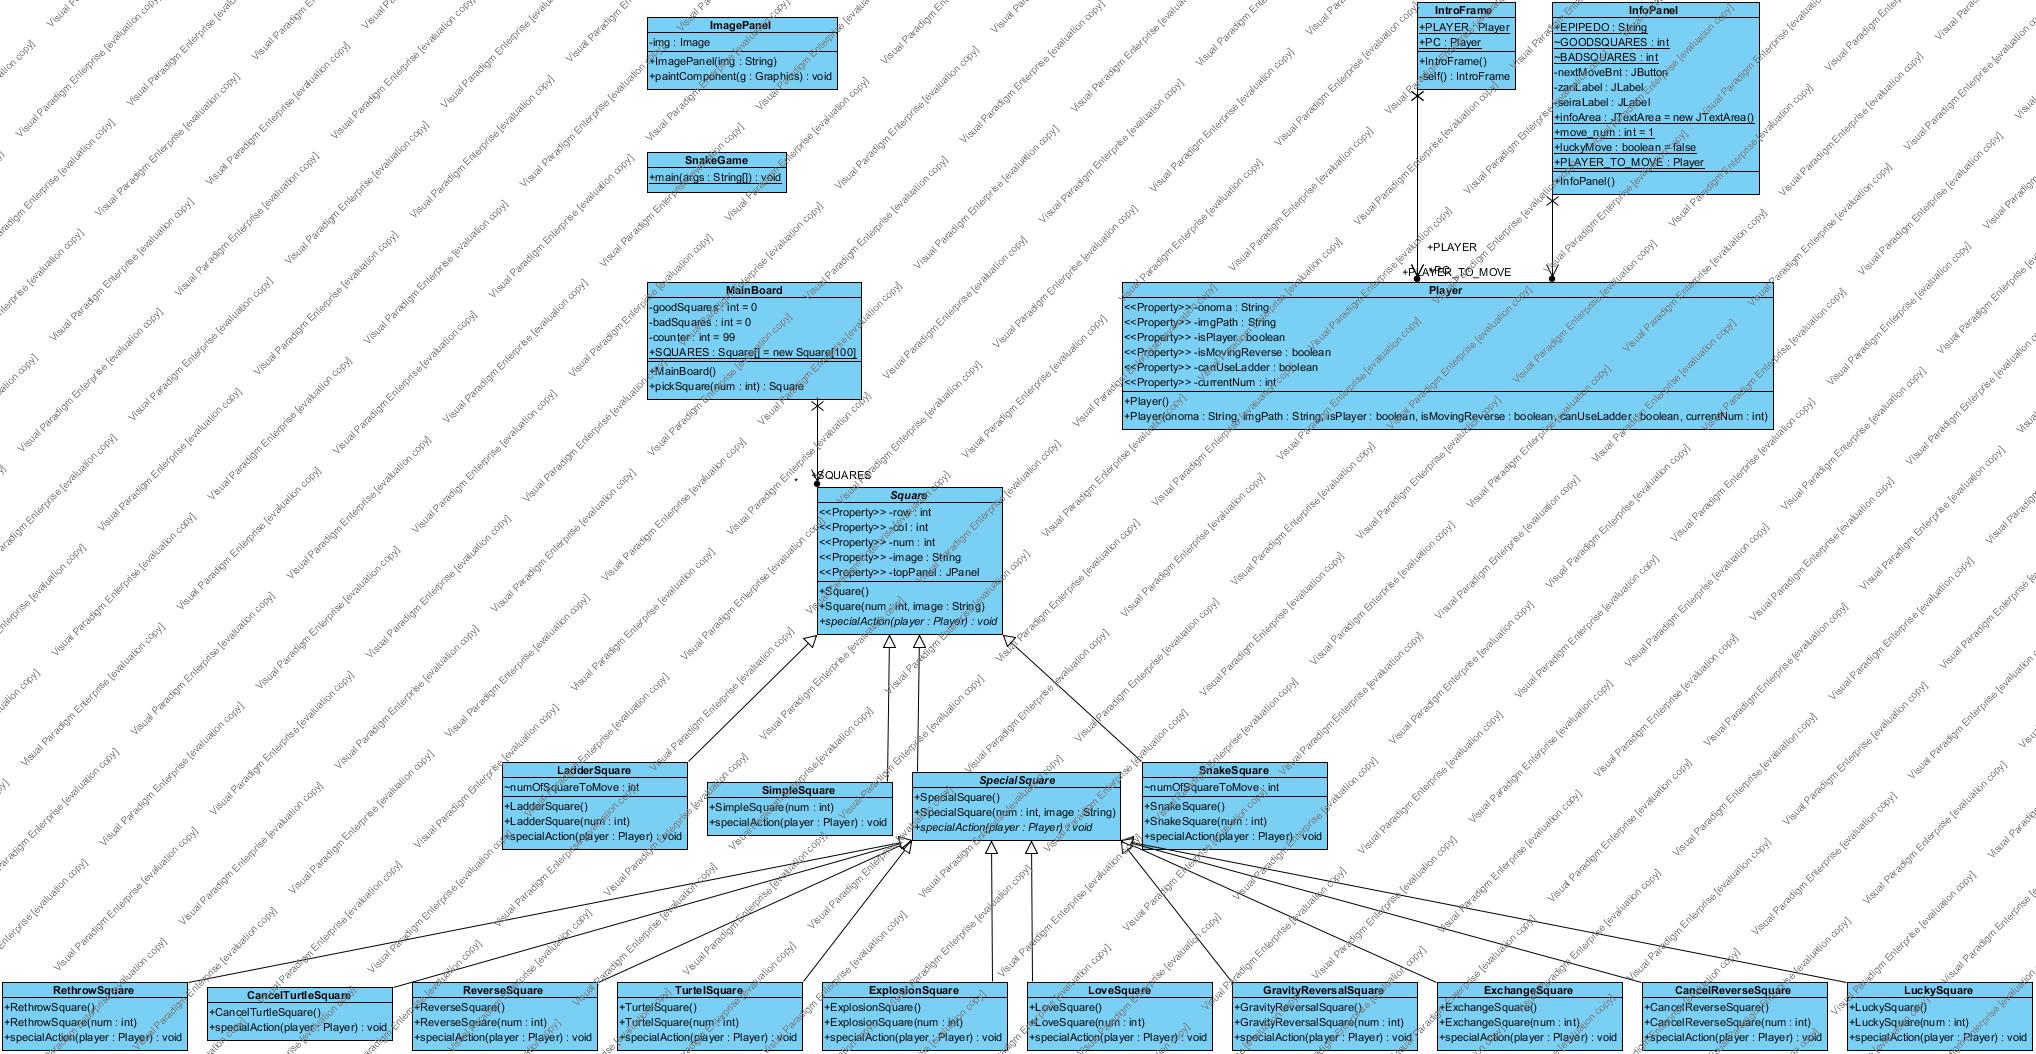 ImagePanel
-img : Image
+ImagePanel(img : String)
+paintComponent(g : Graphics) : void
IntroFrame
+PLAYER : Player
+PC : Player
+IntroFrame()
-self() : IntroFrame
InfoPanel
+EPIPEDO : String
~GOODSQUARES : int
~BADSQUARES : int
-nextMoveBnt : JButton
-zariLabel : JLabel
-seiraLabel : JLabel
+infoArea : JTextArea = new JTextArea()
+move_num : int = 1
+luckyMove : boolean = false
+PLAYER_TO_MOVE : Player
+InfoPanel()
SnakeGame
+main(args : String[]) : void
+PLAYER
+PLAYER_TO_MOVE
MainBoard
-goodSquares : int = 0
-badSquares : int = 0
-counter : int = 99
+SQUARES : Square[] = new Square[100]
+MainBoard()
+pickSquare(num : int) : Square
Player
<<Property>> -onoma : String
<<Property>> -imgPath : String
<<Property>> -isPlayer : boolean
<<Property>> -isMovingReverse : boolean
<<Property>> -canUseLadder : boolean
<<Property>> -currentNum : int
+Player()
+Player(onoma : String, imgPath : String, isPlayer : boolean, isMovingReverse : boolean, canUseLadder : boolean, currentNum : int)
+SQUARES
*
Square
<<Property>> -row : int
<<Property>> -col : int
<<Property>> -num : int
<<Property>> -image : String
<<Property>> -topPanel : JPanel
+Square()
+Square(num : int, image : String)
+specialAction(player : Player) : void
LadderSquare
~numOfSquareToMove : int
+LadderSquare()
+LadderSquare(num : int)
+specialAction(player : Player) : void
SimpleSquare
+SimpleSquare(num : int)
+specialAction(player : Player) : void
SpecialSquare
+SpecialSquare()
+SpecialSquare(num : int, image : String)
+specialAction(player : Player) : void
SnakeSquare
~numOfSquareToMove : int
+SnakeSquare()
+SnakeSquare(num : int)
+specialAction(player : Player) : void
RethrowSquare
+RethrowSquare()
+RethrowSquare(num : int)
+specialAction(player : Player) : void
CancelTurtleSquare
+CancelTurtleSquare()
+specialAction(player : Player) : void
ReverseSquare
+ReverseSquare()
+ReverseSquare(num : int)
+specialAction(player : Player) : void
TurtelSquare
+TurtelSquare()
+TurtelSquare(num : int)
+specialAction(player : Player) : void
ExplosionSquare
+ExplosionSquare()
+ExplosionSquare(num : int)
+specialAction(player : Player) : void
LoveSquare
+LoveSquare()
+LoveSquare(num : int)
+specialAction(player : Player) : void
GravityReversalSquare
+GravityReversalSquare()
+GravityReversalSquare(num : int)
+specialAction(player : Player) : void
ExchangeSquare
+ExchangeSquare()
+ExchangeSquare(num : int)
+specialAction(player : Player) : void
CancelReverseSquare
+CancelReverseSquare()
+CancelReverseSquare(num : int)
+specialAction(player : Player) : void
LuckySquare
+LuckySquare()
+LuckySquare(num : int)
+specialAction(player : Player) : void
Visual Paradigm Enterprise [evaluation copy]